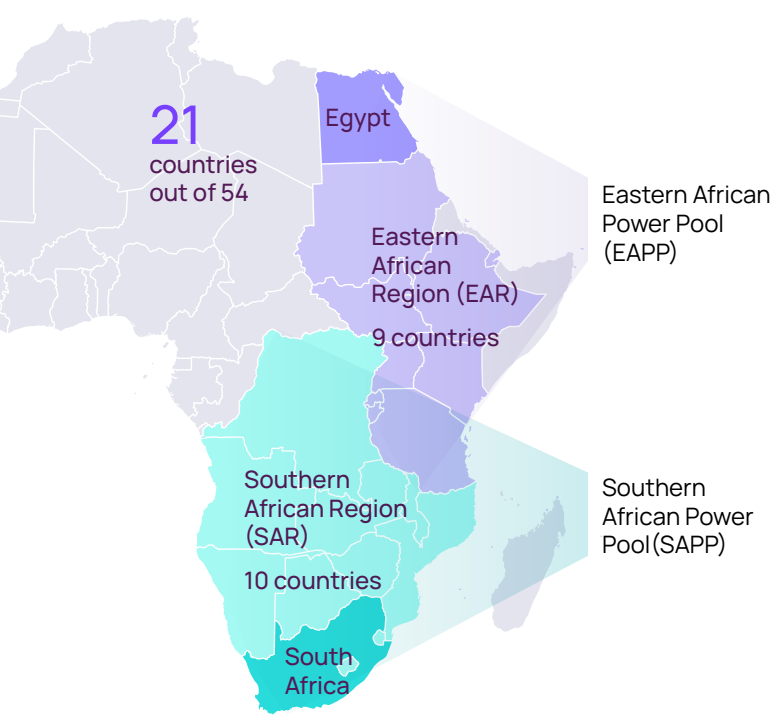 21
countries
out of 54
Egypt
Eastern
African
Region (EAR)
9 countries
Eastern African
Power Pool
(EAPP)
Southern
African Region
(SAR)
10 countries
Southern
African Power
Pool(SAPP)
South
Africa